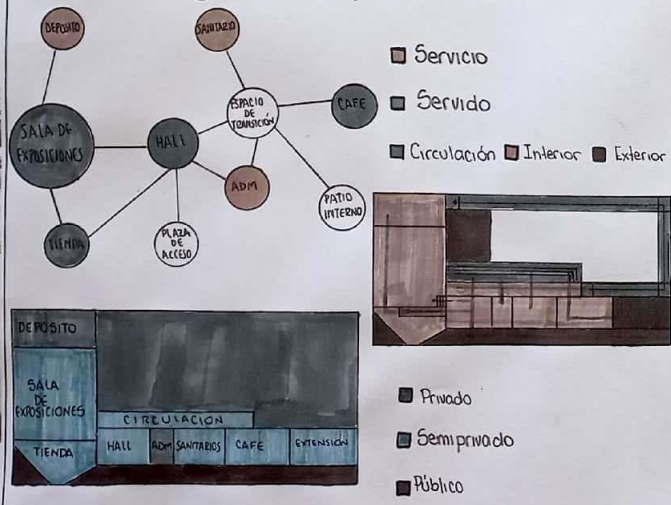 DEPOSITO
SANITARIO
SALA DE
EXPOSICIONES
HALL
ESPACIO
DE
TRANSICIÓN
CAFE
ADM
TIENDA
PLAZA
DE
ACCESO
PATIO
INTERNO
Servicio
Servido
Circulación Interior Exterior
DEPOSITO
SALA
DE
EXPOSICIONES
TIENDA
CIRCULACION
HALL ADM SANITARIOS CAFE EXTENSIÓN
Privado
Semiprivado
Público